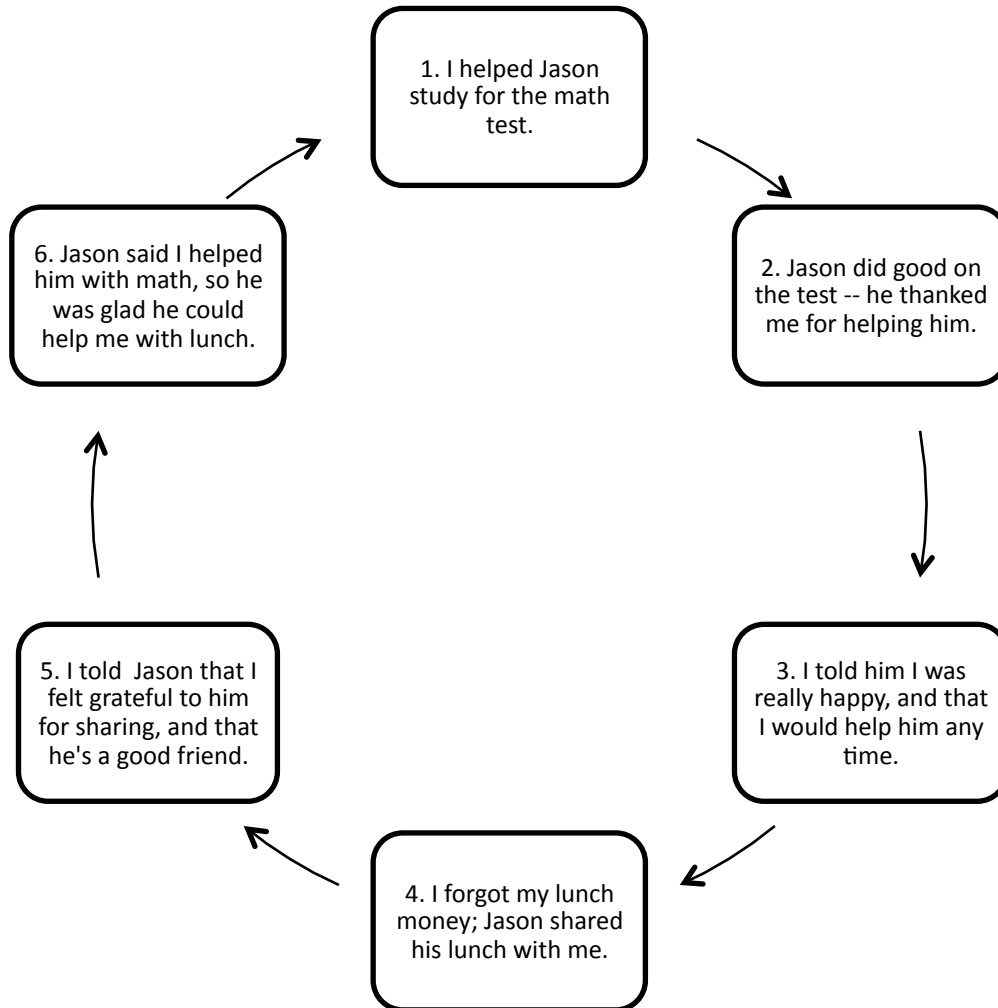 1. I helped Jason
study for the math
test.
2. Jason did good on
the test -- he thanked
me for helping him.
3. I told him I was
really happy, and that
I would help him any
time.
4. I forgot my lunch
money; Jason shared
his lunch with me.
5. I told  Jason that I
felt grateful to him
for sharing, and that
he's a good friend.
6. Jason said I helped
him with math, so he
was glad he could
help me with lunch.